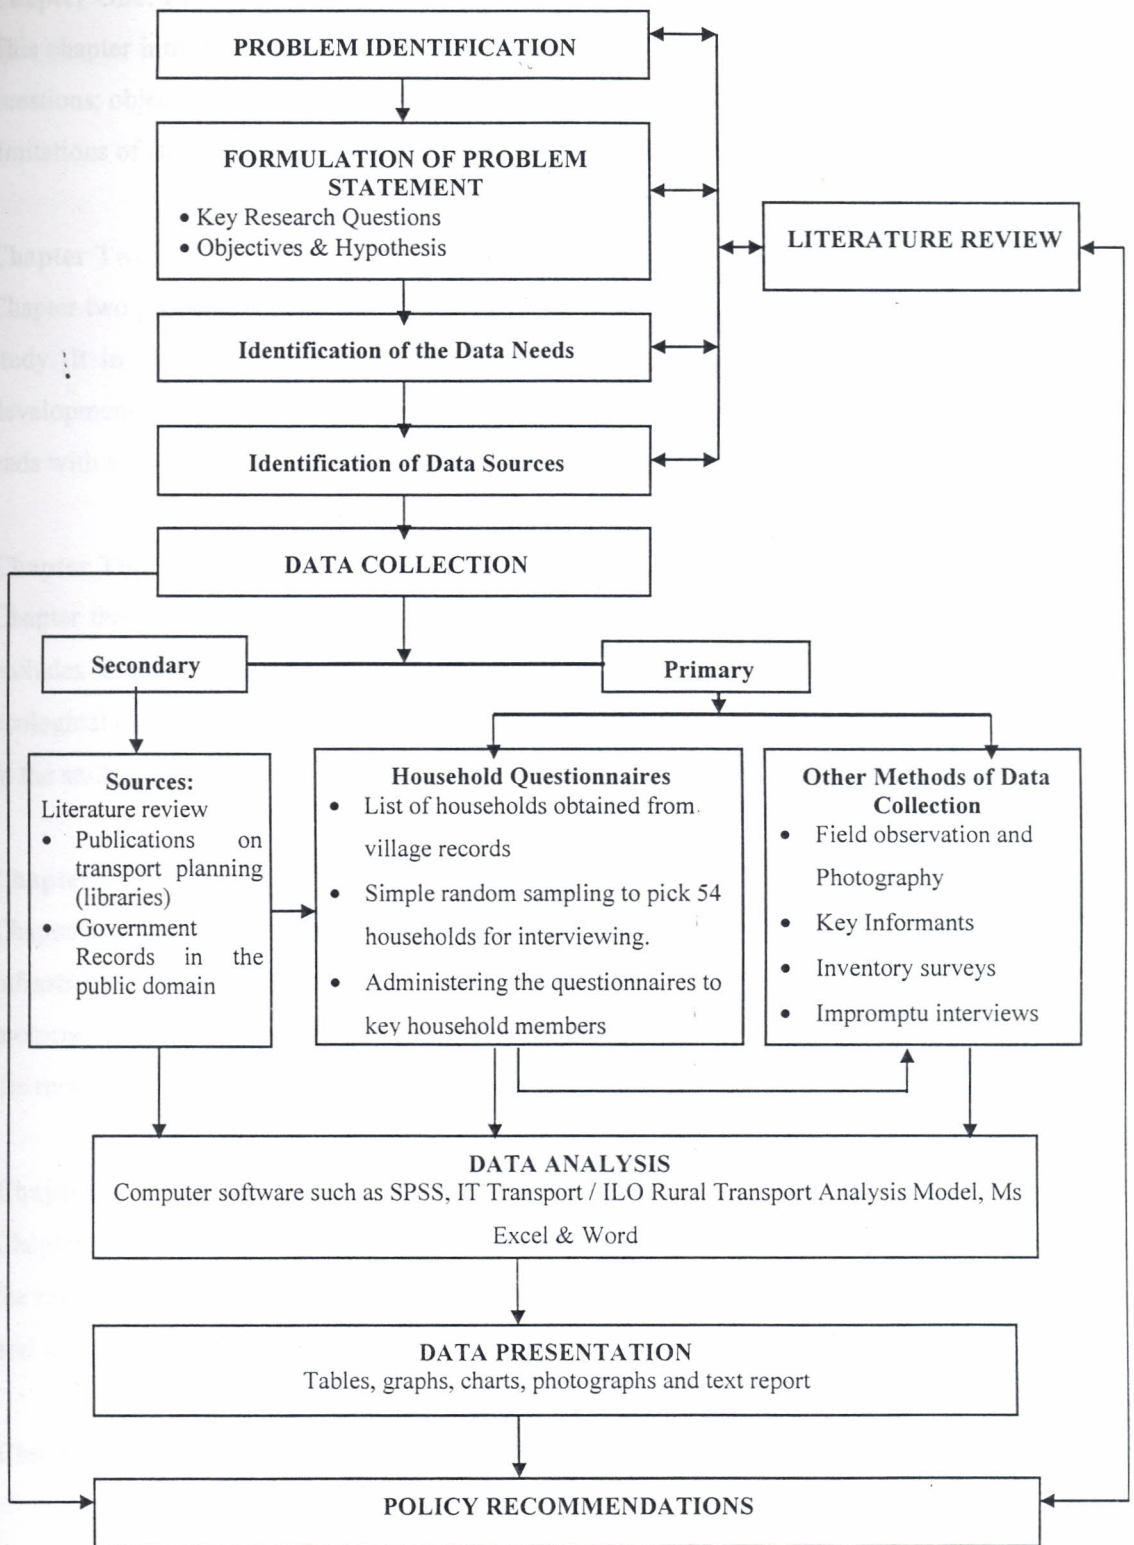 PROBLEM IDENTIFICATION
FORMULATION OF PROBLEM
STATEMENT
• Key Research Questions
• Objectives & Hypothesis
LITERATURE REVIEW
Identification of the Data Needs
Identification of Data Sources
DATA COLLECTION
Secondary
Primary
Sources:
Literature review
• Publications on
transport planning
(libraries)
• Government
Records in the
public domain
Household Questionnaires
• List of households obtained from
village records
• Simple random sampling to pick 54
households for interviewing.
• Administering the questionnaires to
key household members
Other Methods of Data
Collection
• Field observation and
Photography
• Key Informants
• Inventory surveys
• Impromptu interviews
DATA ANALYSIS
Computer software such as SPSS, IT Transport / ILO Rural Transport Analysis Model, Ms
Excel & Word
DATA PRESENTATION
Tables, graphs, charts, photographs and text report
POLICY RECOMMENDATIONS